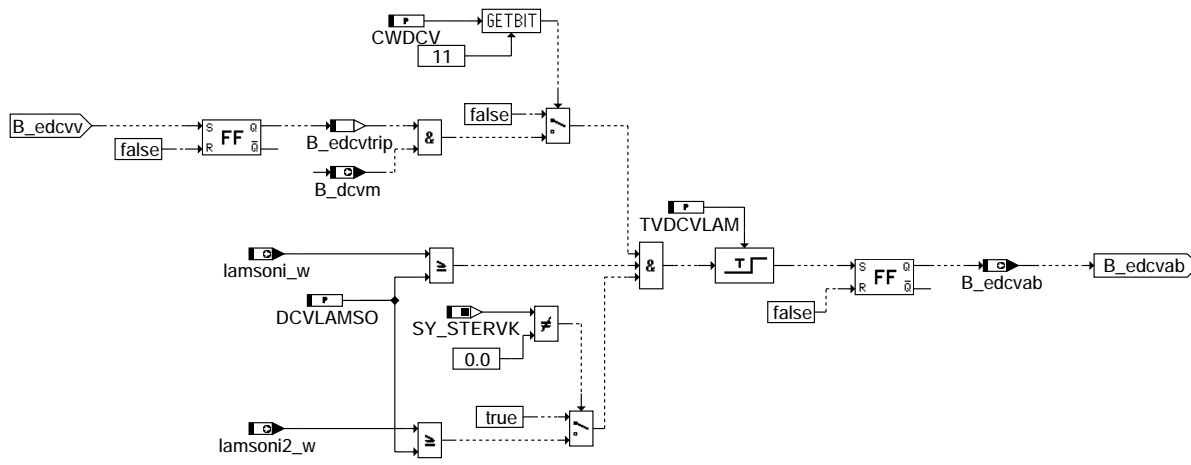 P
GETBIT
CWDCV
11
false
B_edcvv
S
Q
FF
R
Q
false
B_edcvtrip
&
B_dcvm
P
TVDCVLAM
lamsoni_w
≥
&
T
S
Q
FF
R
Q
B_edcvab
B_edcvab
P
DCVLAMSO
SY_STERVK
≠
false
0.0
true
lamsoni2_w
≥